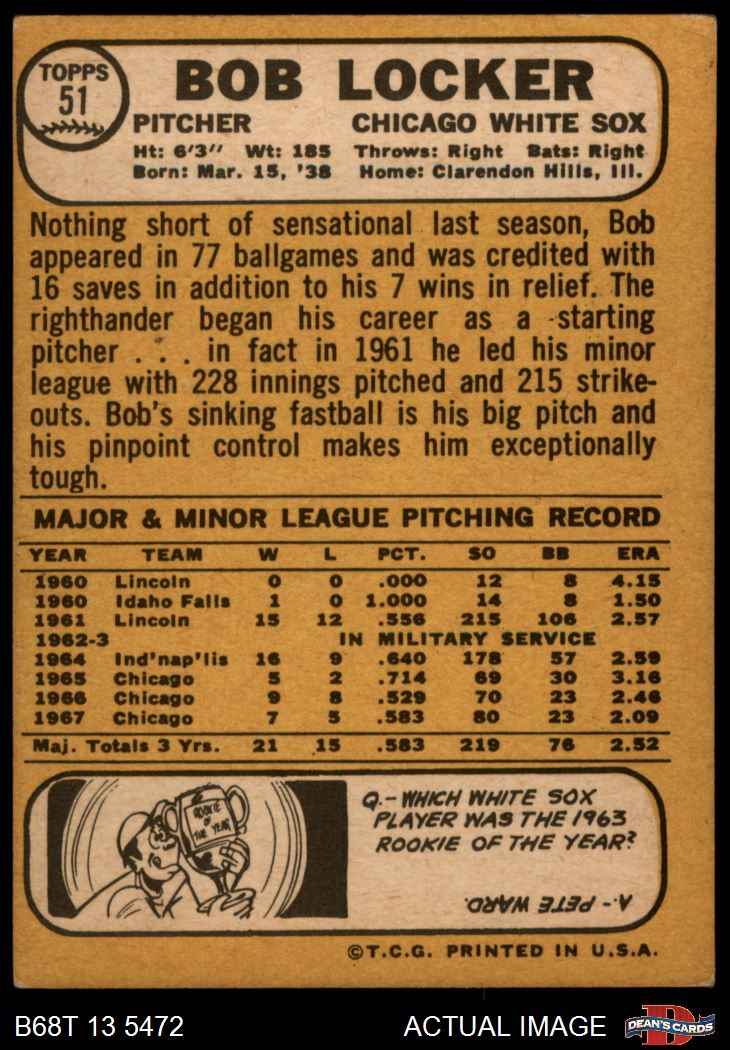 TOPPS
51
BOB LOCKER
PITCHER CHICAGO WHITE SOX
Ht: 6'3" Wt: 185 Throws: Right Bats: Right
Born: Mar. 15, '38 Home: Clarendon Hills, Ill.
Nothing short of sensational last season, Bob
appeared in 77 ballgames and was credited with
16 saves in addition to his 7 wins in relief. The
righthander began his career as a starting
pitcher . . . in fact in 1961 he led his minor
league with 228 innings pitched and 215 strike-
outs. Bob's sinking fastball is his big pitch and
his pinpoint control makes him exceptionally
tough.
MAJOR & MINOR LEAGUE PITCHING RECORD
YEAR TEAM W L PCT. SO BB ERA
1960 Lincoln 0 0 .000 12 8 4.15
1960 Idaho Falls 1 0 1.000 14 8 1.50
1961 Lincoln 15 12 .556 215 106 2.57
1962-3 IN MILITARY SERVICE
1964 Ind'nap'lis 16 9 .640 178 57 2.59
1965 Chicago 5 2 .714 69 30 3.16
1966 Chicago 9 8 .529 70 23 2.46
1967 Chicago 7 5 .583 80 23 2.09
Maj. Totals 3 Yrs. 21 15 .583 219 76 2.52
ROOKIE
OF
THE YEAR
Q.- WHICH WHITE SOX
PLAYER WAS THE 1963
ROOKIE OF THE YEAR?
A.- PETE WARD.
©T.C.G. PRINTED IN U.S.A.
B68T 13 5472 ACTUAL IMAGE
D
DEAN'S CARDS